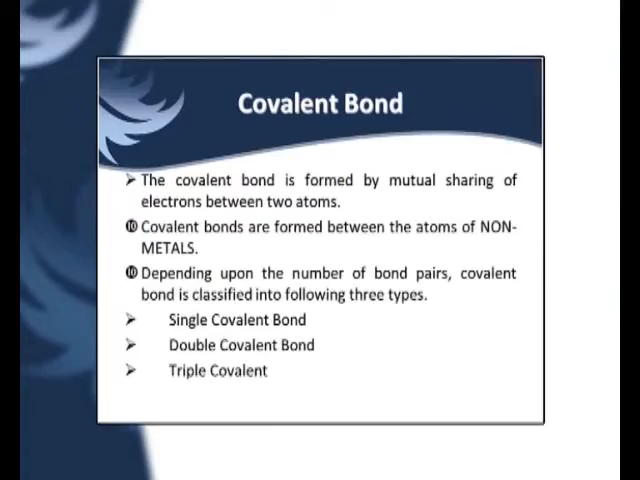 Covalent Bond
➢ The covalent bond is formed by mutual sharing of
electrons between two atoms.
❿ Covalent bonds are formed between the atoms of NON-
METALS.
❿ Depending upon the number of bond pairs, covalent
bond is classified into following three types.
➢ Single Covalent Bond
➢ Double Covalent Bond
➢ Triple Covalent